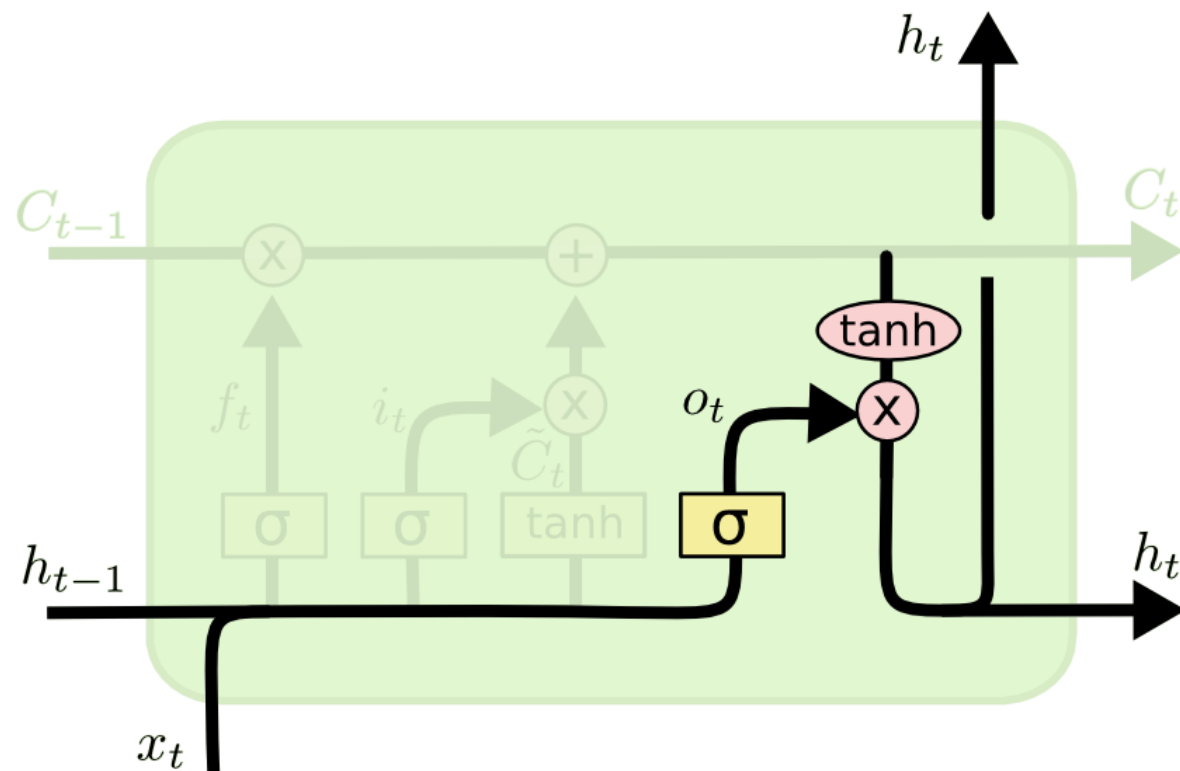 h_t
C_{t-1}
C_t
x
+
tanh
f_t
i_t
x
o_t
x
C̃_t
σ
σ
tanh
σ
h_{t-1}
h_t
x_t